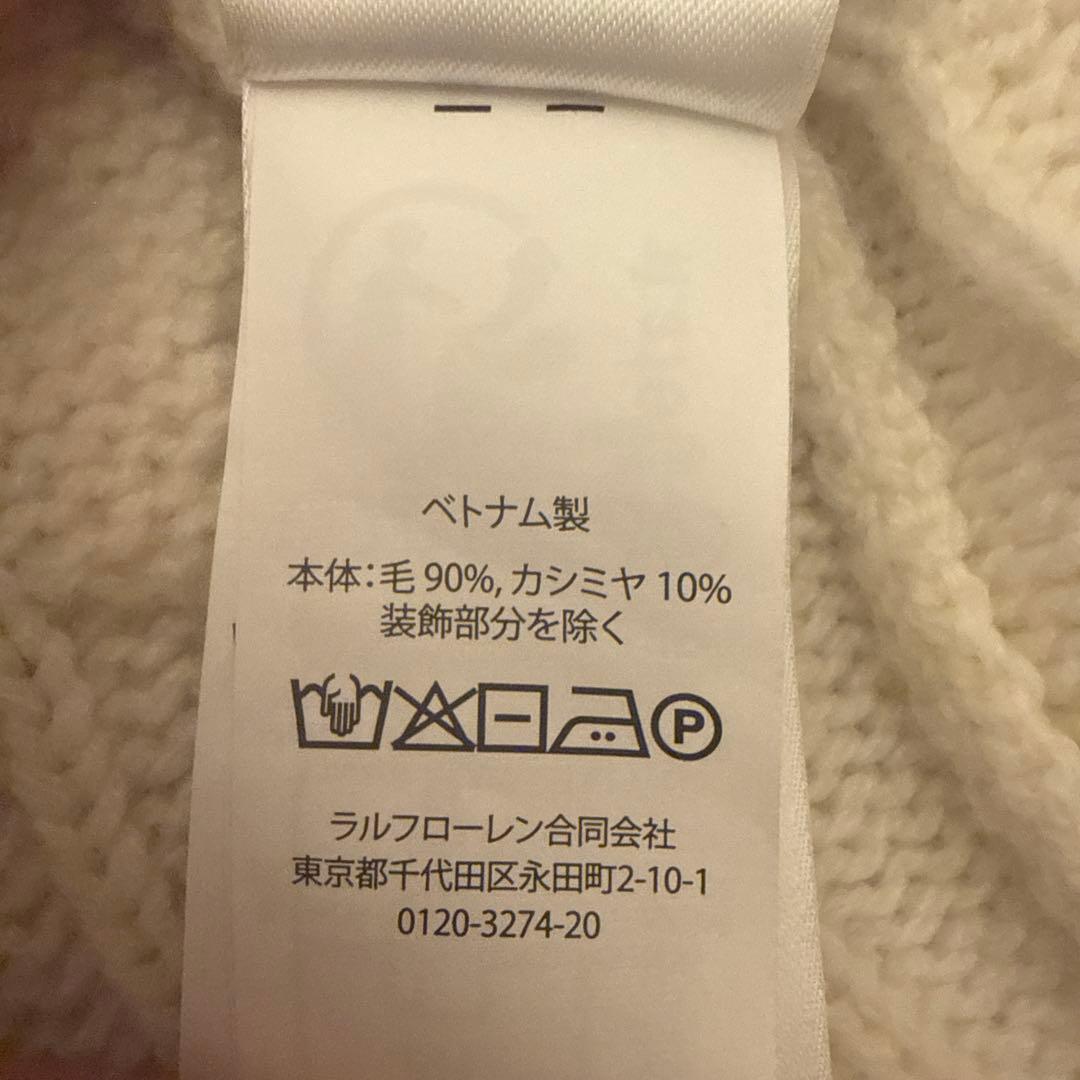 ベトナム製
本体：毛 90%, カシミヤ 10%
装飾部分を除く
P
ラルフローレン合同会社
東京都千代田区永田町2-10-1
0120-3274-20